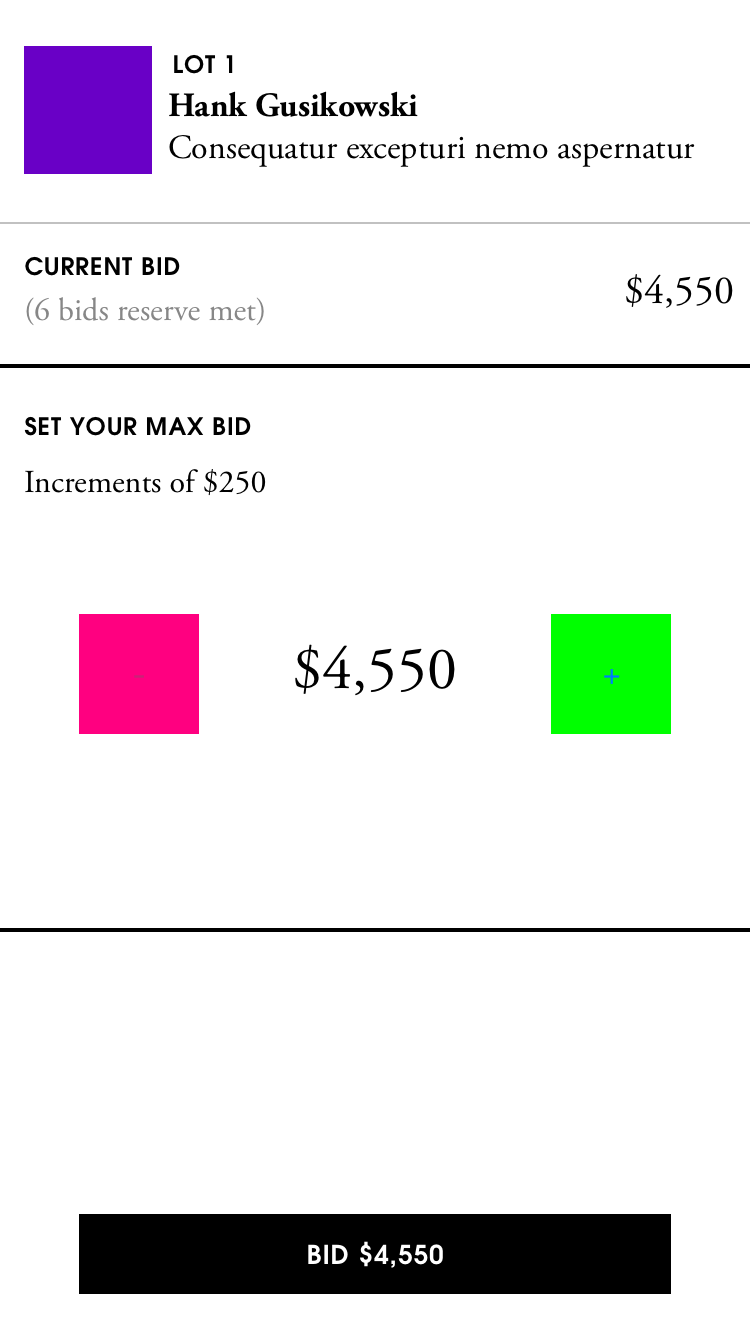 LOT 1
Hank Gusikowski
Consequatur excepturi nemo aspernatur
CURRENT BID
(6 bids reserve met)
$4,550
SET YOUR MAX BID
Increments of $250
- $4,550 +
BID $4,550